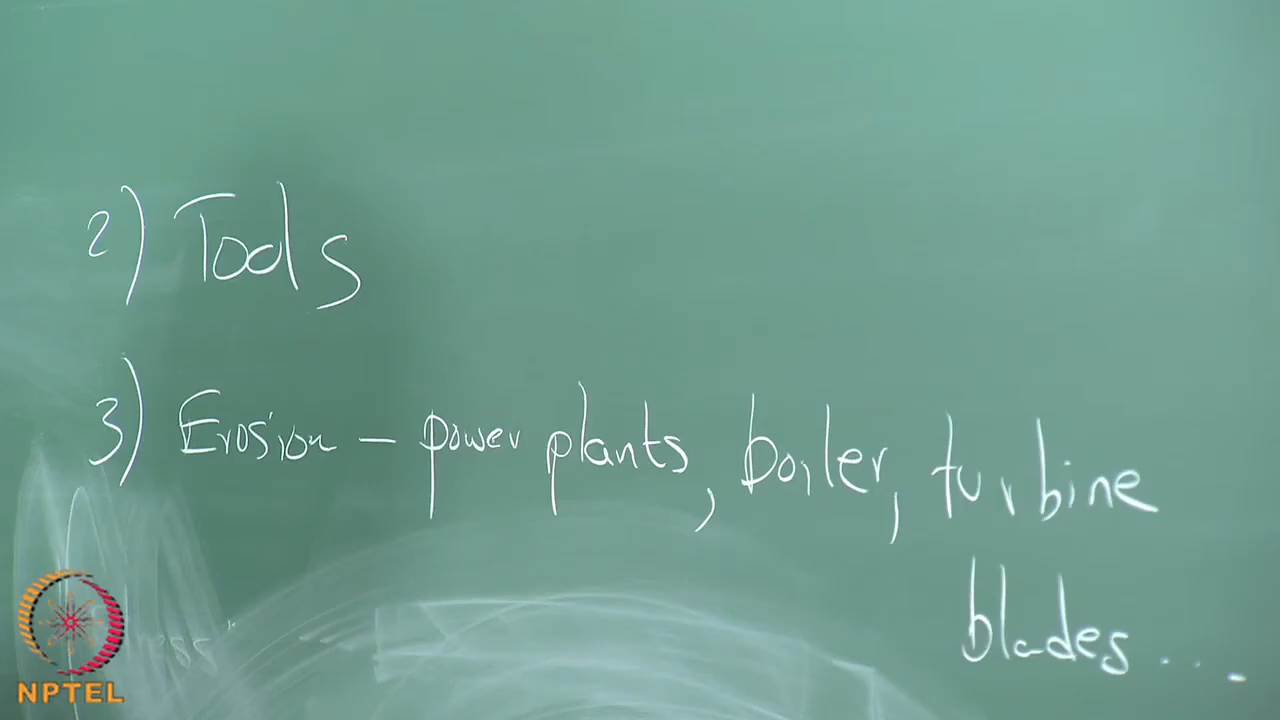 2) Tools
3) Erosion – power plants, boiler, turbine
blades ....
NPTEL